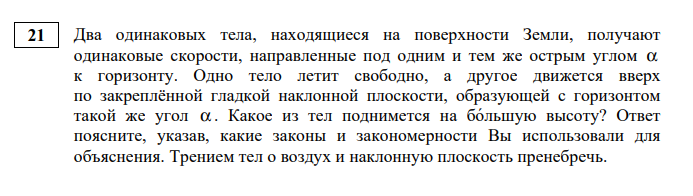 21 Два одинаковых тела, находящиеся на поверхности Земли, получают
одинаковые скорости, направленные под одним и тем же острым углом α
к горизонту. Одно тело летит свободно, а другое движется вверх
по закреплённой гладкой наклонной плоскости, образующей с горизонтом
такой же угол α. Какое из тел поднимется на бо́льшую высоту? Ответ
поясните, указав, какие законы и закономерности Вы использовали для
объяснения. Трением тел о воздух и наклонную плоскость пренебречь.